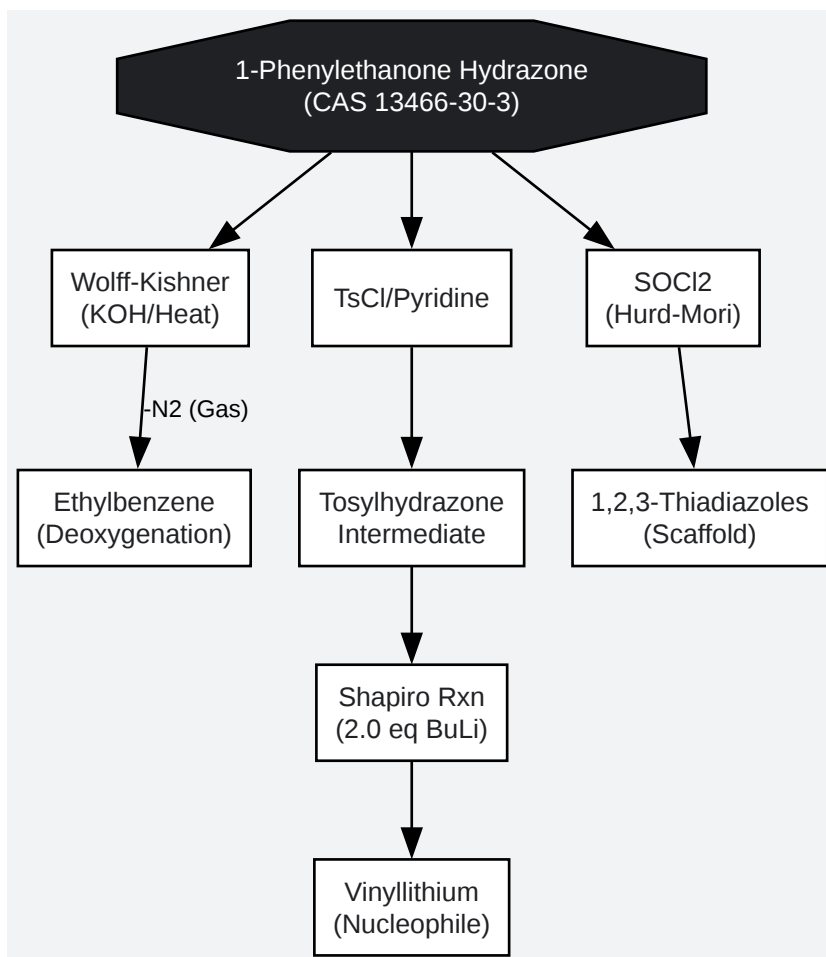 1-Phenylethanone Hydrazone
(CAS 13466-30-3)
Wolff-Kishner
(KOH/Heat)
TsCl/Pyridine
SOCl2
(Hurd-Mori)
-N2 (Gas)
Ethylbenzene
(Deoxygenation)
Tosylhydrazone
Intermediate
1,2,3-Thiadiazoles
(Scaffold)
Shapiro Rxn
(2.0 eq BuLi)
Vinyllithium
(Nucleophile)